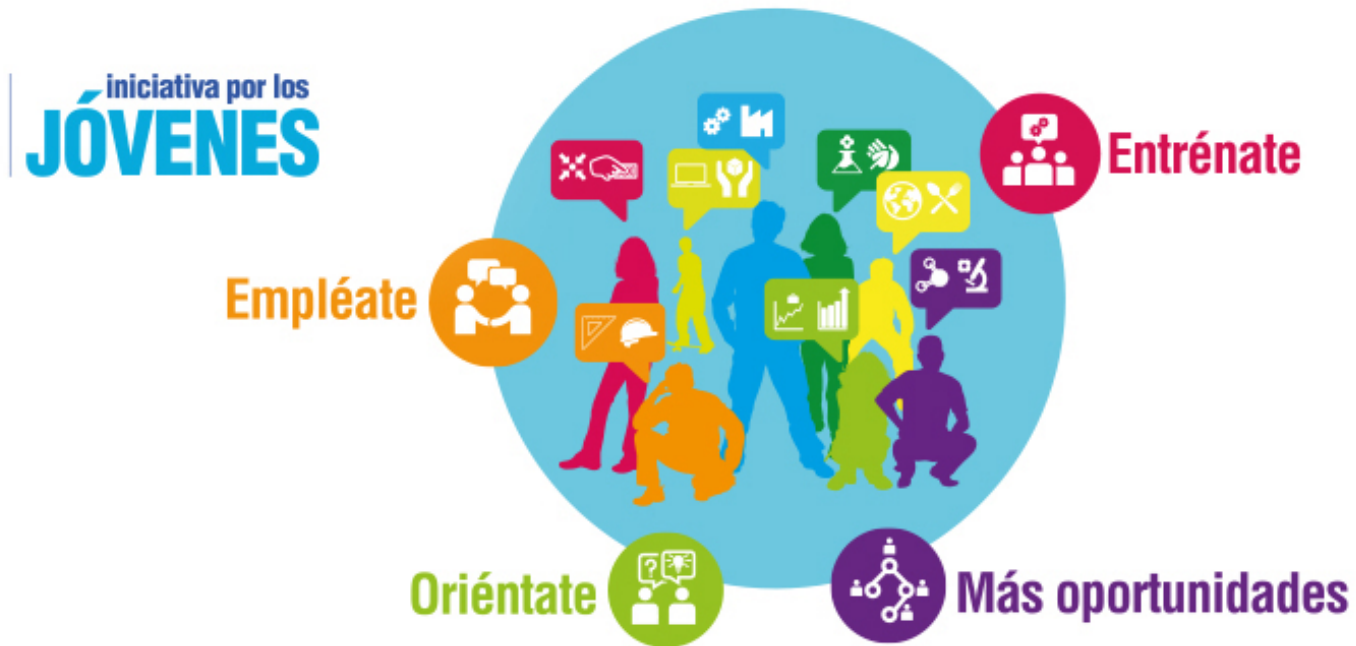 iniciativa por los
JÓVENES
Entrénate
Empléate
Oriéntate
Más oportunidades